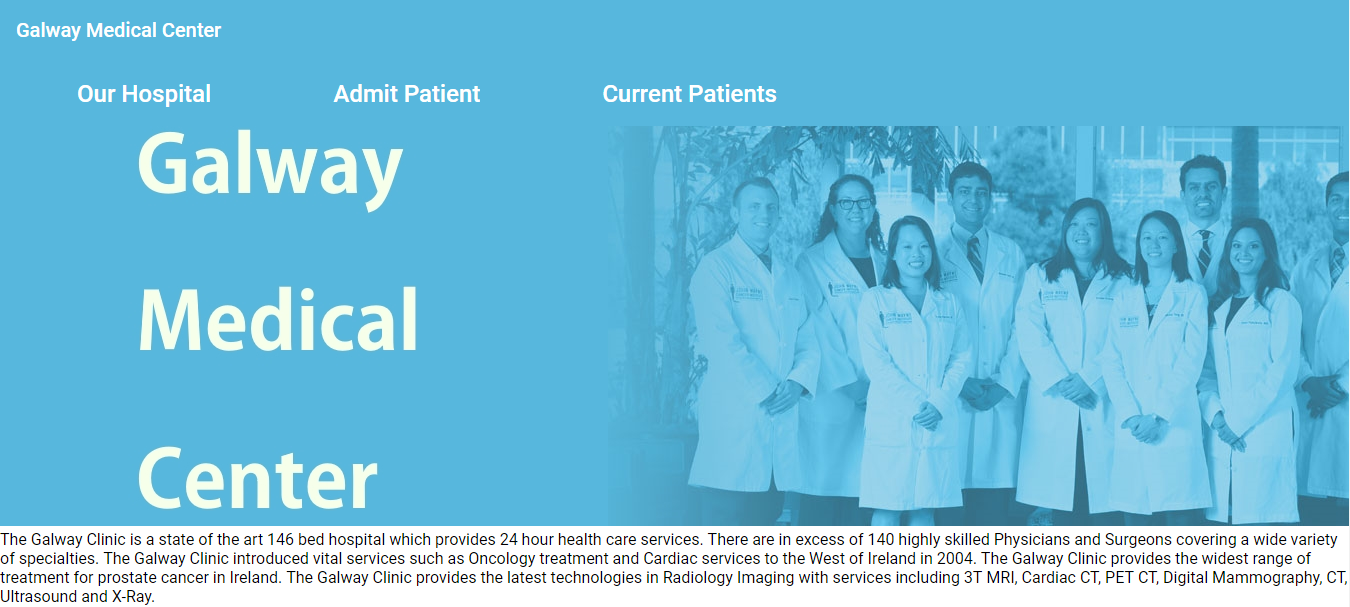 Galway Medical Center
Our Hospital Admit Patient Current Patients
Galway
Medical
Center
The Galway Clinic is a state of the art 146 bed hospital which provides 24 hour health care services. There are in excess of 140 highly skilled Physicians and Surgeons covering a wide variety
of specialties. The Galway Clinic introduced vital services such as Oncology treatment and Cardiac services to the West of Ireland in 2004. The Galway Clinic provides the widest range of
treatment for prostate cancer in Ireland. The Galway Clinic provides the latest technologies in Radiology Imaging with services including 3T MRI, Cardiac CT, PET CT, Digital Mammography, CT,
Ultrasound and X-Ray.